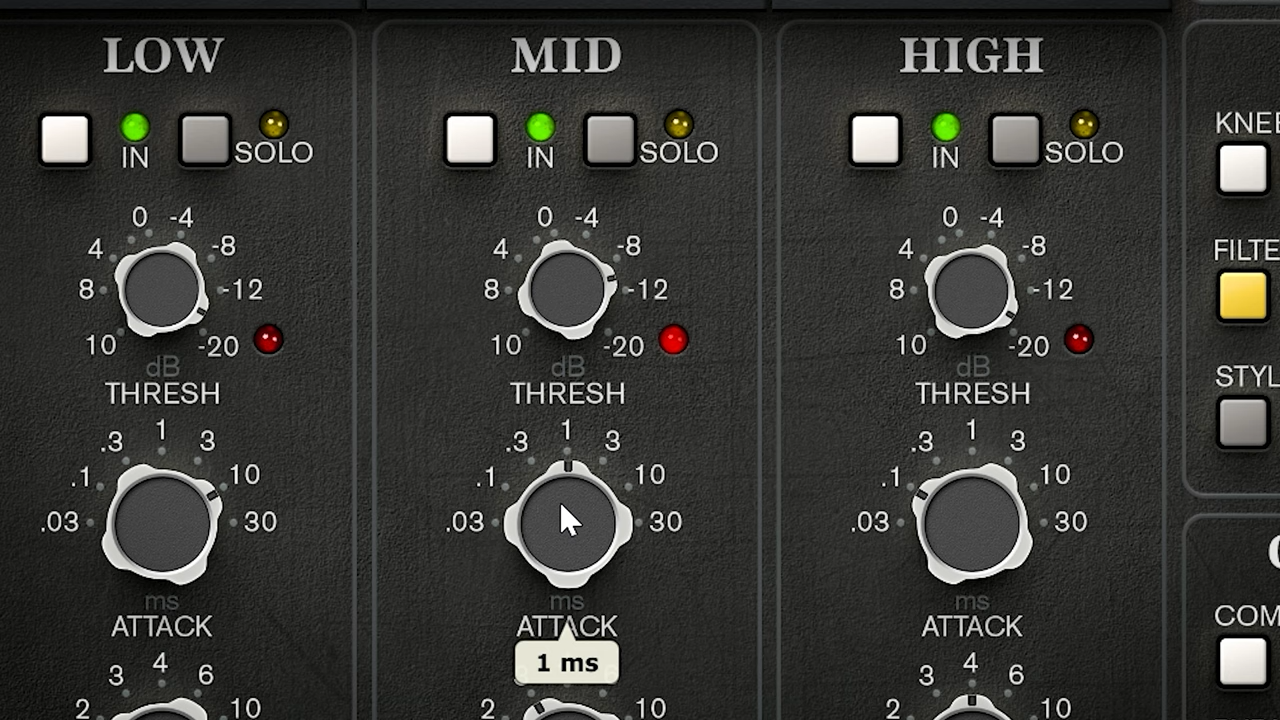 LOW MID HIGH
IN SOLO IN SOLO IN SOLO KNEE
0 -4 0 -4 0 -4
4 -8 4 -8 4 -8 FILTE
8 -12 8 -12 8 -12
10 -20 10 -20 10 -20
dB dB dB STYL
THRESH THRESH THRESH
.3 1 3 .3 1 3 .3 1 3
.1 10 .1 10 .1 10
.03 30 .03 30 .03 30
ms ms ms
ATTACK ATTACK ATTACK COM
1 ms
3 4 6 3 4 6
2 10 2 10 2 10